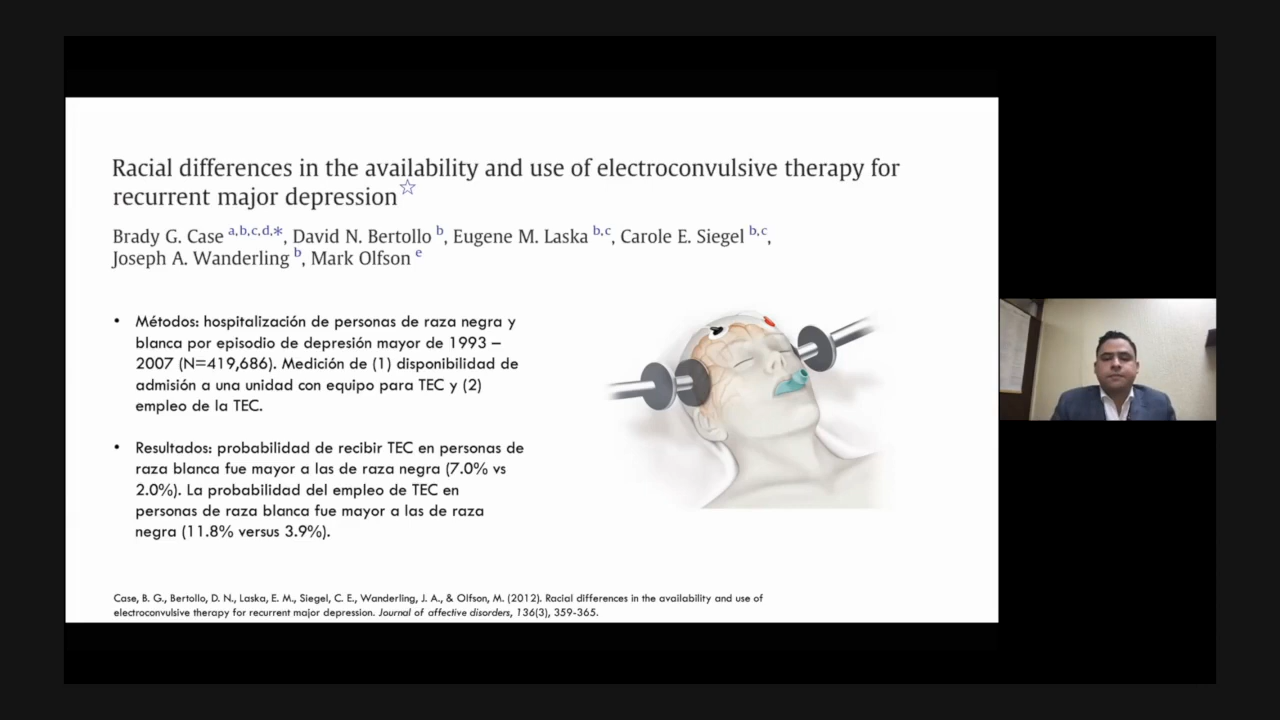 Racial differences in the availability and use of electroconvulsive therapy for
recurrent major depression☆
Brady G. Case a,b,c,d,*, David N. Bertollo b, Eugene M. Laska b,c, Carole E. Siegel b,c,
Joseph A. Wanderling b, Mark Olfson e
• Métodos: hospitalización de personas de raza negra y
blanca por episodio de depresión mayor de 1993 –
2007 (N=419,686). Medición de (1) disponibilidad de
admisión a una unidad con equipo para TEC y (2)
empleo de la TEC.
• Resultados: probabilidad de recibir TEC en personas de
raza blanca fue mayor a las de raza negra (7.0% vs
2.0%). La probabilidad del empleo de TEC en
personas de raza blanca fue mayor a las de raza
negra (11.8% versus 3.9%).
Case, B. G., Bertollo, D. N., Laska, E. M., Siegel, C. E., Wanderling, J. A., & Olfson, M. (2012). Racial differences in the availability and use of
electroconvulsive therapy for recurrent major depression. Journal of affective disorders, 136(3), 359-365.